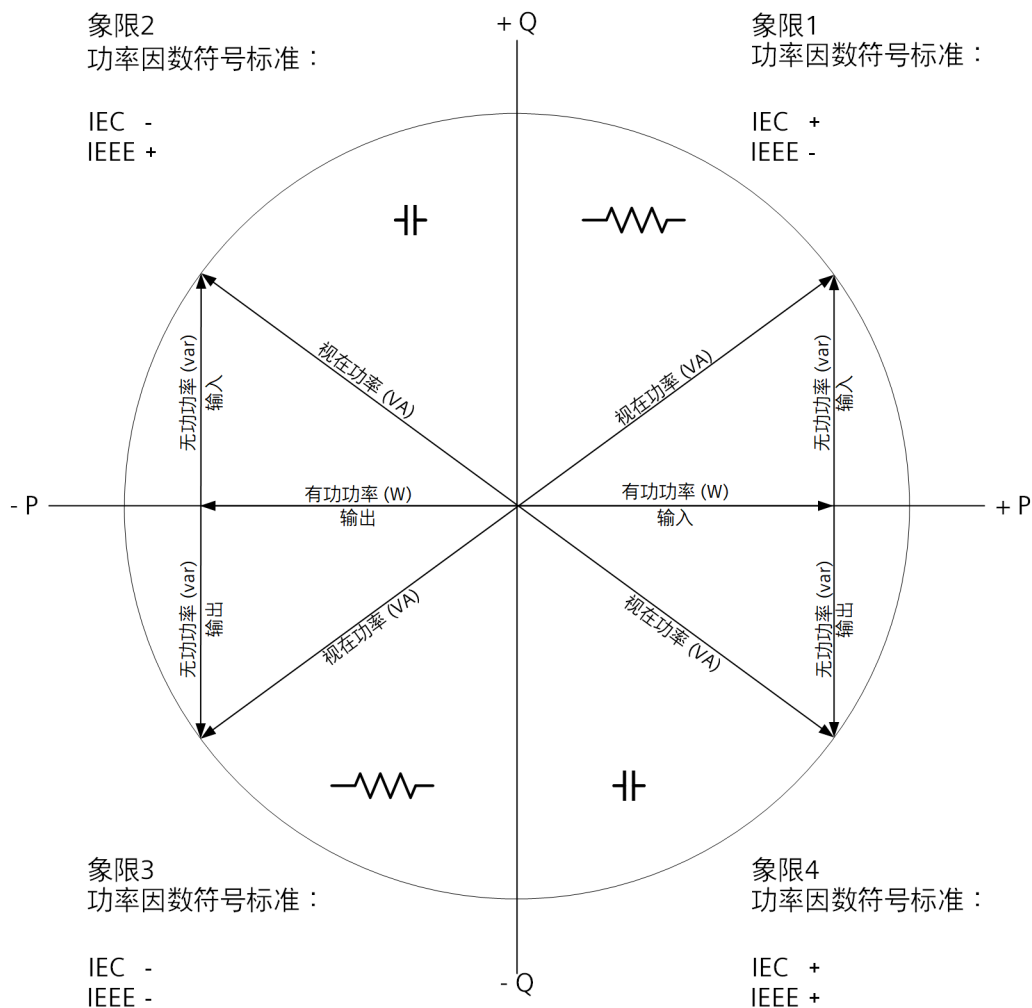 象限2
功率因数符号标准：
IEC -
IEEE +
+ Q
象限1
功率因数符号标准：
IEC +
IEEE -
视在功率 (VA)
无功功率 (var)
输入
视在功率 (VA)
无功功率 (var)
输入
- P
有功功率 (W)
输出
有功功率 (W)
输入
+ P
无功功率 (var)
输出
视在功率 (VA)
视在功率 (VA)
无功功率 (var)
输出
象限3
功率因数符号标准：
IEC -
IEEE -
- Q
象限4
功率因数符号标准：
IEC +
IEEE +